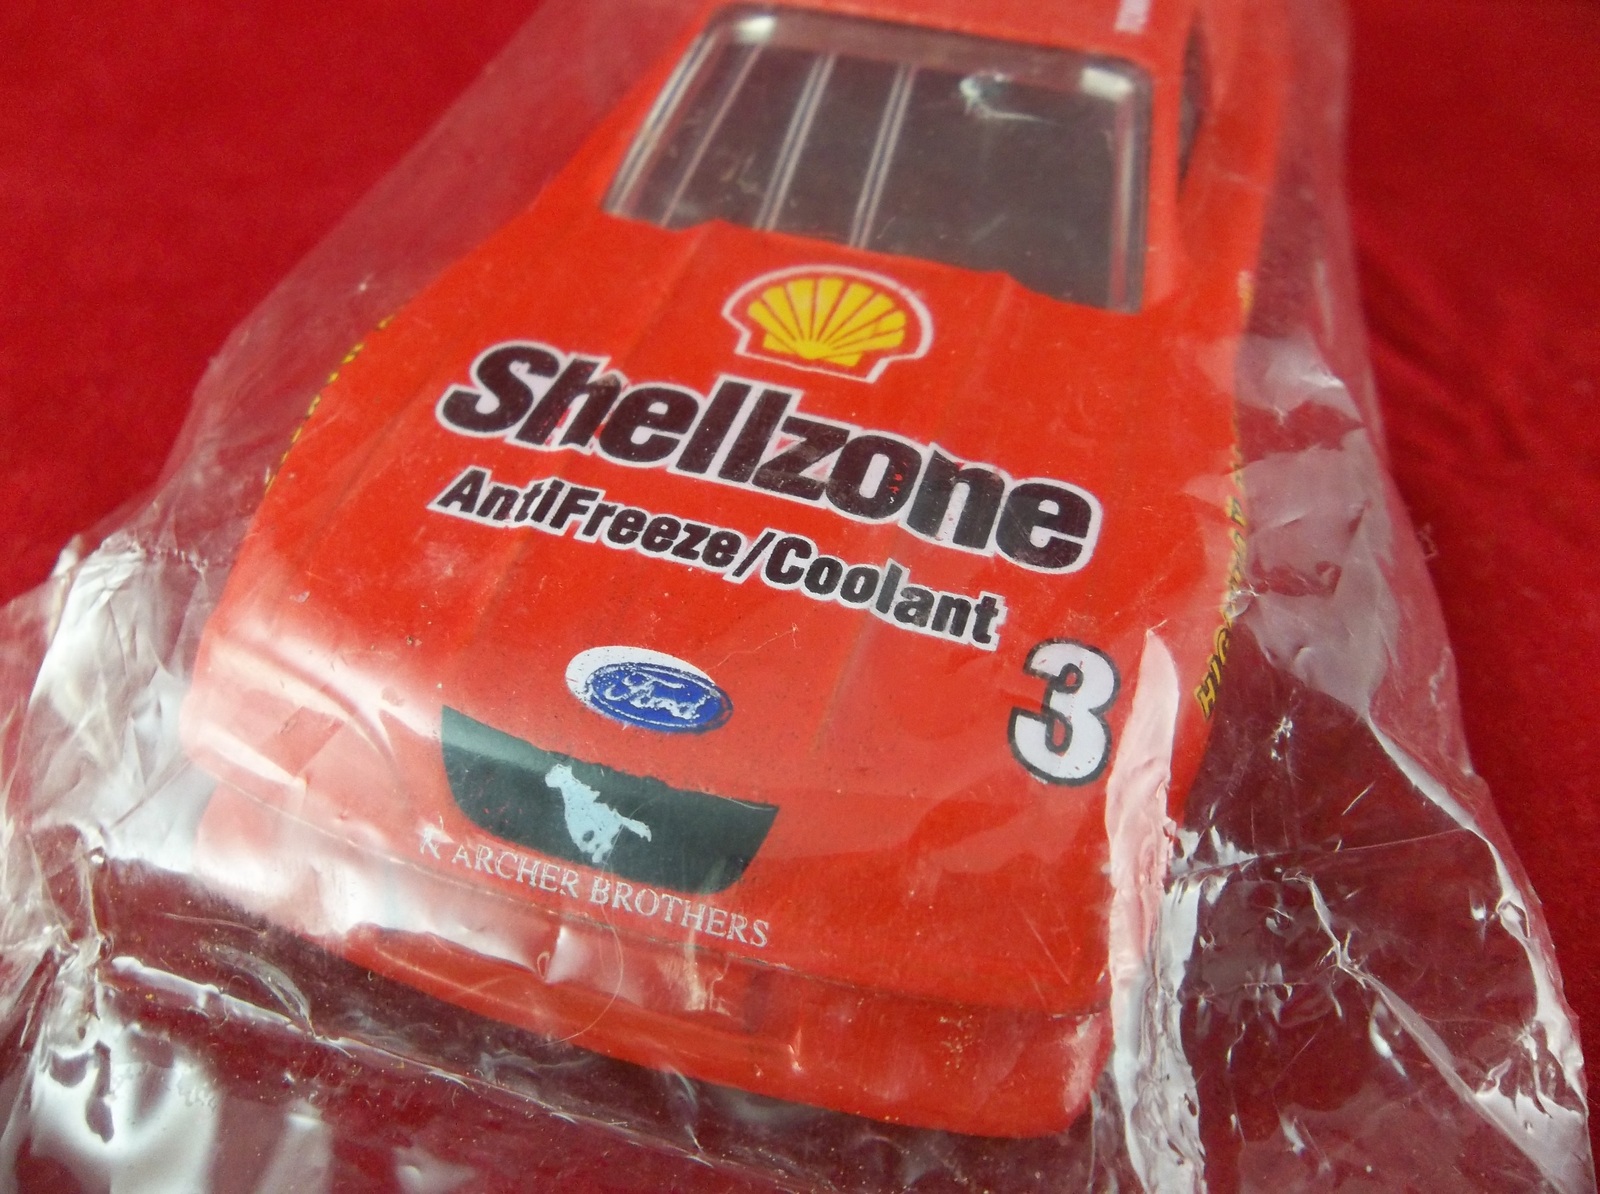 Shellzone
AntiFreeze/Coolant
3
Ford
ARCHER BROTHERS